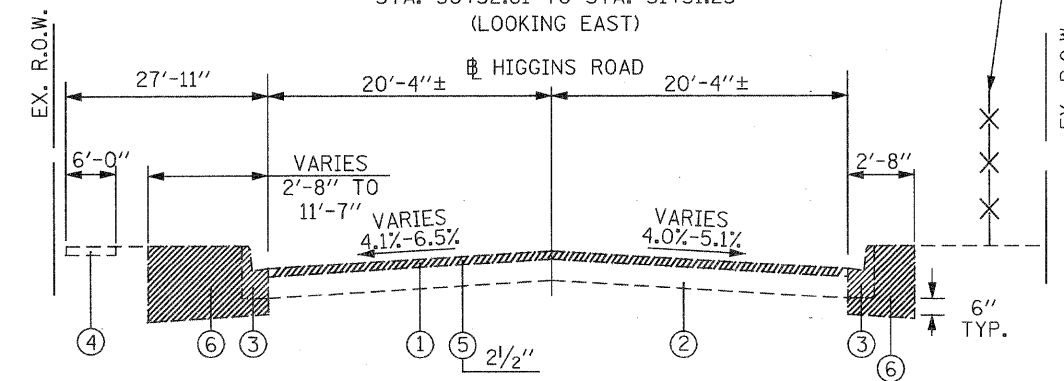 (LOOKING EAST)
EX. R.O.W.
HIGGINS ROAD
27'-11"
20'-4"±
20'-4"±
6'-0"
VARIES
2'-8" TO
11'-7"
2'-8"
VARIES
4.1%-6.5%
VARIES
4.0%-5.1%
6"
TYP.
4
6
3
1
5
2 1/2"
2
3
6